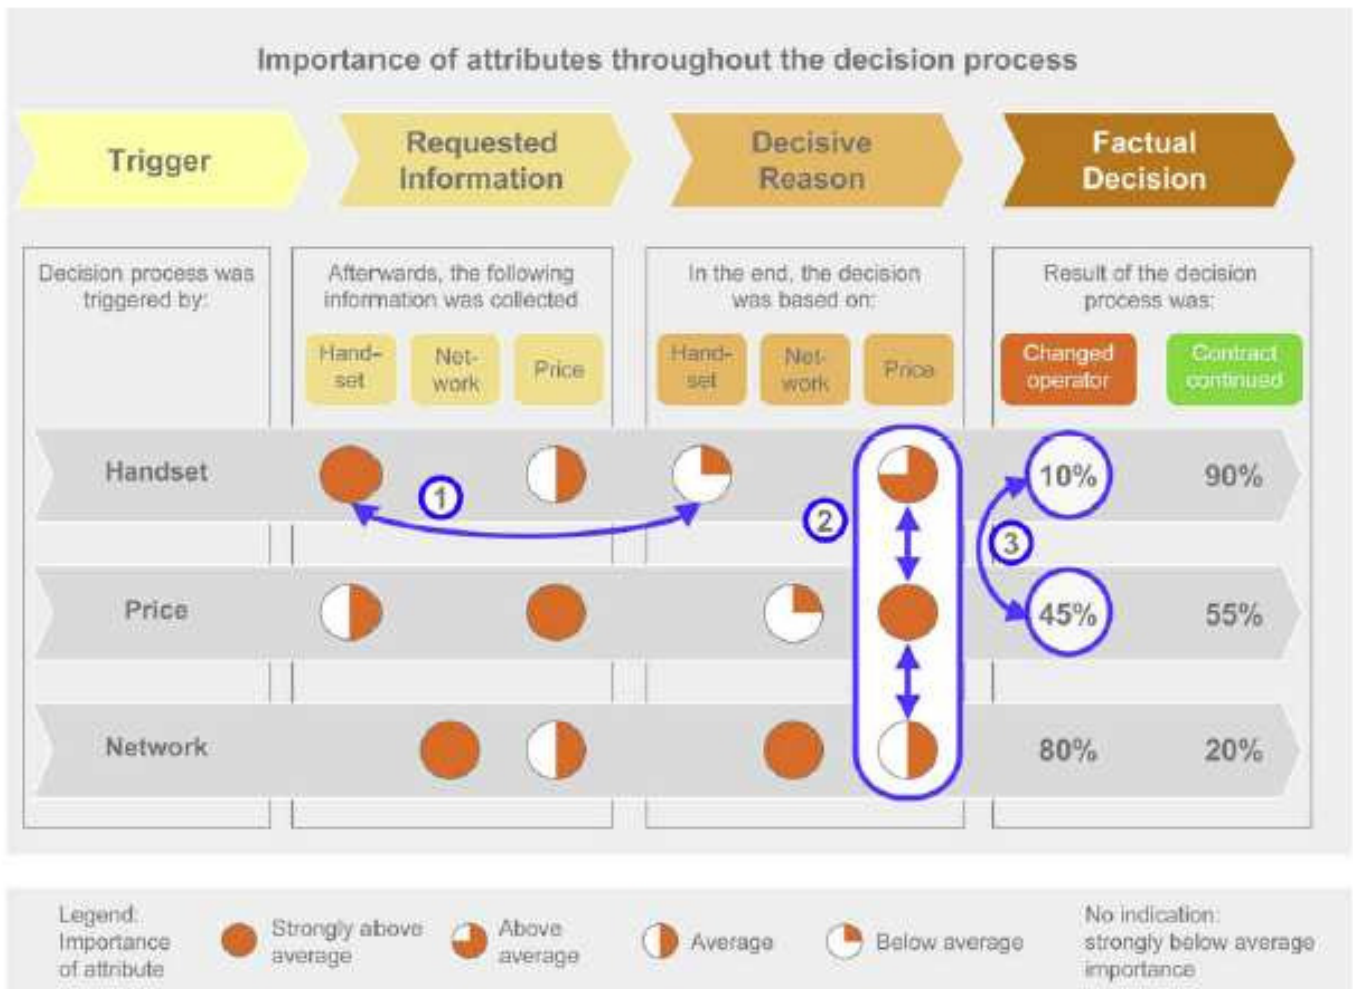 Importance of attributes throughout the decision process
Trigger
Requested
Information
Decisive
Reason
Factual
Decision
Decision process was
triggered by:
Afterwards, the following
information was collected
In the end, the decision
was based on:
Result of the decision
process was:
Hand-
set
Net-
work
Price
Hand-
set
Net-
work
Price
Changed
operator
Contract
continued
Handset
1
2
10%
90%
3
Price
45%
55%
Network
80%
20%
Legend:
Importance
of attribute
Strongly above
average
Above
average
Average
Below average
No indication:
strongly below average
importance